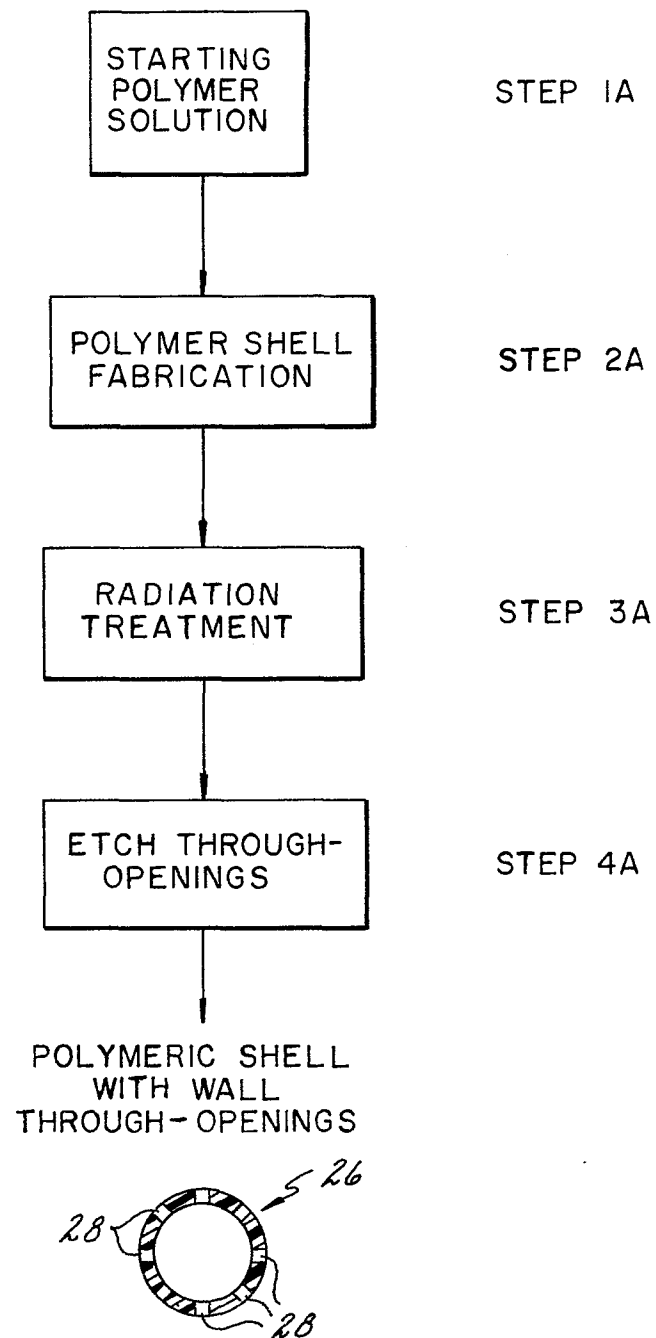 STARTING
POLYMER
SOLUTION
STEP 1A
POLYMER SHELL
FABRICATION
STEP 2A
RADIATION
TREATMENT
STEP 3A
ETCH THROUGH-
OPENINGS
STEP 4A
POLYMERIC SHELL
WITH WALL
THROUGH-OPENINGS
26
28
28